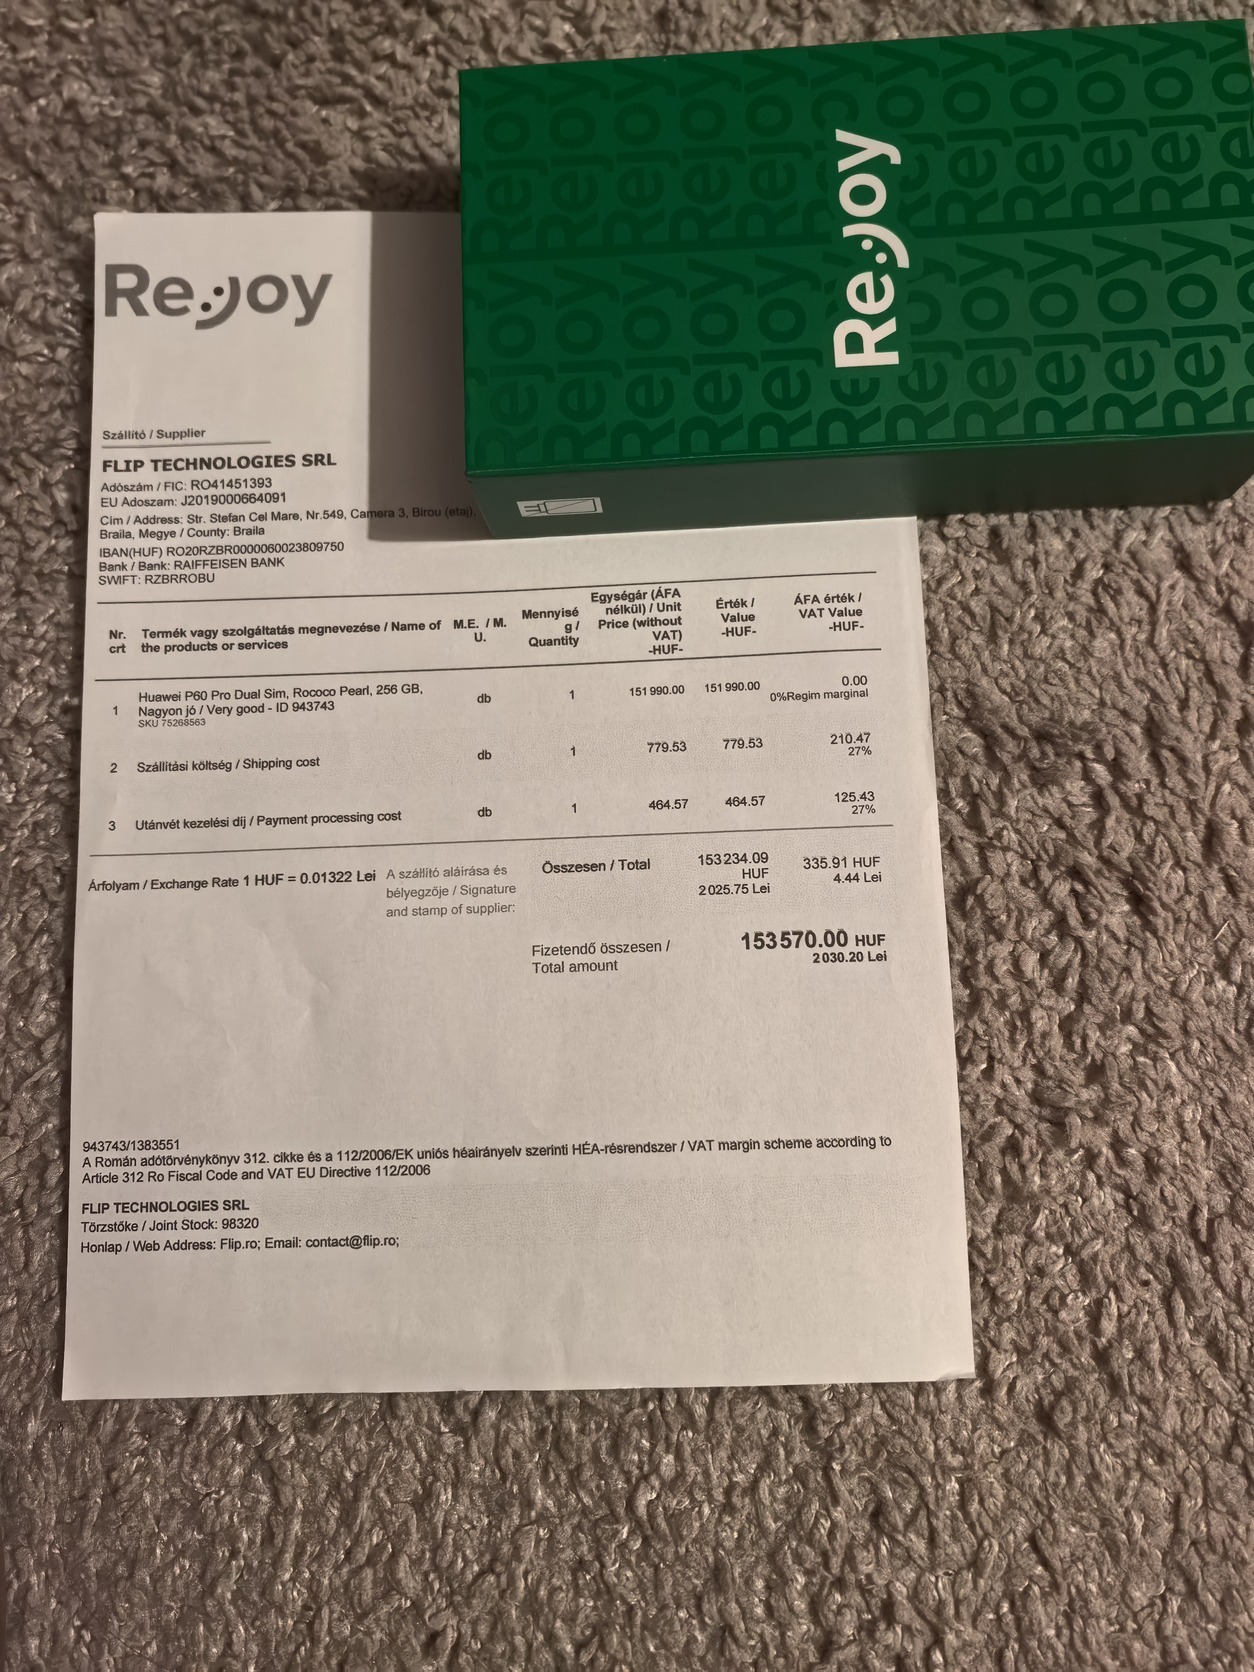 Rejoy
Rejoy
Szállító / Supplier
FLIP TECHNOLOGIES SRL
Adószám / FIC: RO41451393
EU Adoszam: J2019000664091
Cim / Address: Str. Stefan Cel Mare, Nr.549, Camera 3, Birou (etaj),
Braila, Megye / County: Braila
IBAN(HUF) RO20RZBR0000060023809750
Bank / Bank: RAIFFEISEN BANK
SWIFT: RZBRROBU
Nr. crt Termék vagy szolgáltatás megnevezése / Name of the products or services M.E. / M. U. Mennyisé g / Quantity Egységár (ÁFA nélkül) / Unit Price (without VAT) -HUF- Érték / Value -HUF- ÁFA érték / VAT Value -HUF-
1 Huawei P60 Pro Dual Sim, Rococo Pearl, 256 GB, db 1 151 990.00 151 990.00 0.00
Nagyon jó / Very good - ID 943743 0%Regim marginal
SKU 75268563
2 Szállítási költség / Shipping cost db 1 779.53 779.53 210.47
27%
3 Utánvét kezelési díj / Payment processing cost db 1 464.57 464.57 125.43
27%
Árfolyam / Exchange Rate 1 HUF = 0.01322 Lei
A szállító aláírása és
bélyegzője / Signature
and stamp of supplier:
Összesen / Total 153 234.09 HUF 335.91 HUF
2 025.75 Lei 4.44 Lei
Fizetendő összesen / 153 570.00 HUF
Total amount 2 030.20 Lei
943743/1383551
A Román adótörvénykönyv 312. cikke és a 112/2006/EK uniós héairányelv szerinti HÉA-résrendszer / VAT margin scheme according to
Article 312 Ro Fiscal Code and VAT EU Directive 112/2006
FLIP TECHNOLOGIES SRL
Törzstőke / Joint Stock: 98320
Honlap / Web Address: Flip.ro; Email: contact@flip.ro;